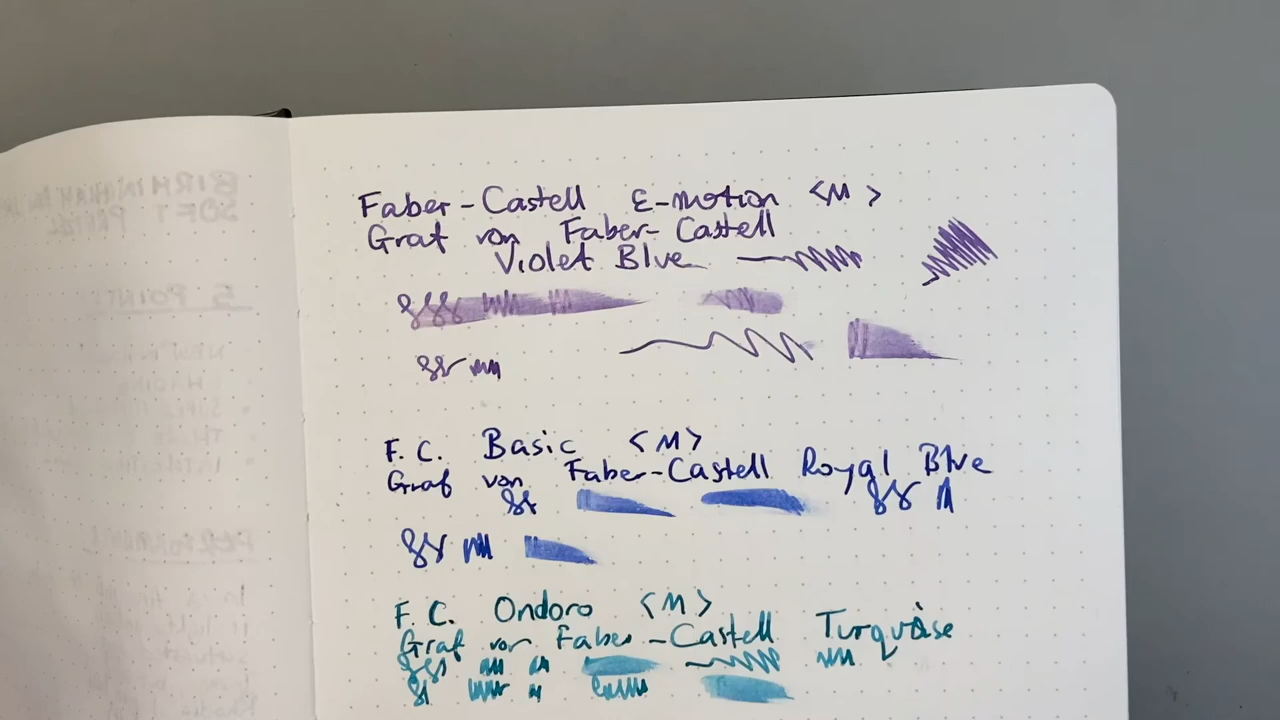 Faber-Castell E-motion <M>
Graf von Faber-Castell
Violet Blue
F.C. Basic <M>
Graf von Faber-Castell Royal Blue
F.C. Ondoro <M>
Graf von Faber-Castell Turquoise